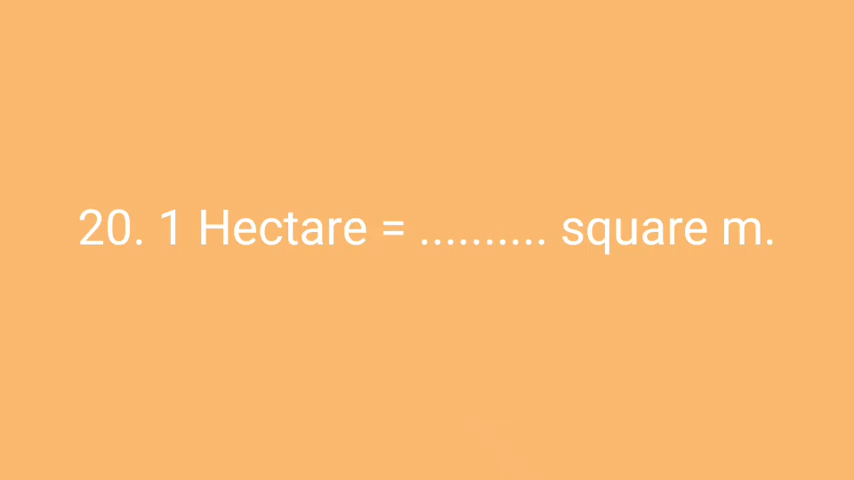 20. 1 Hectare = .......... square m.